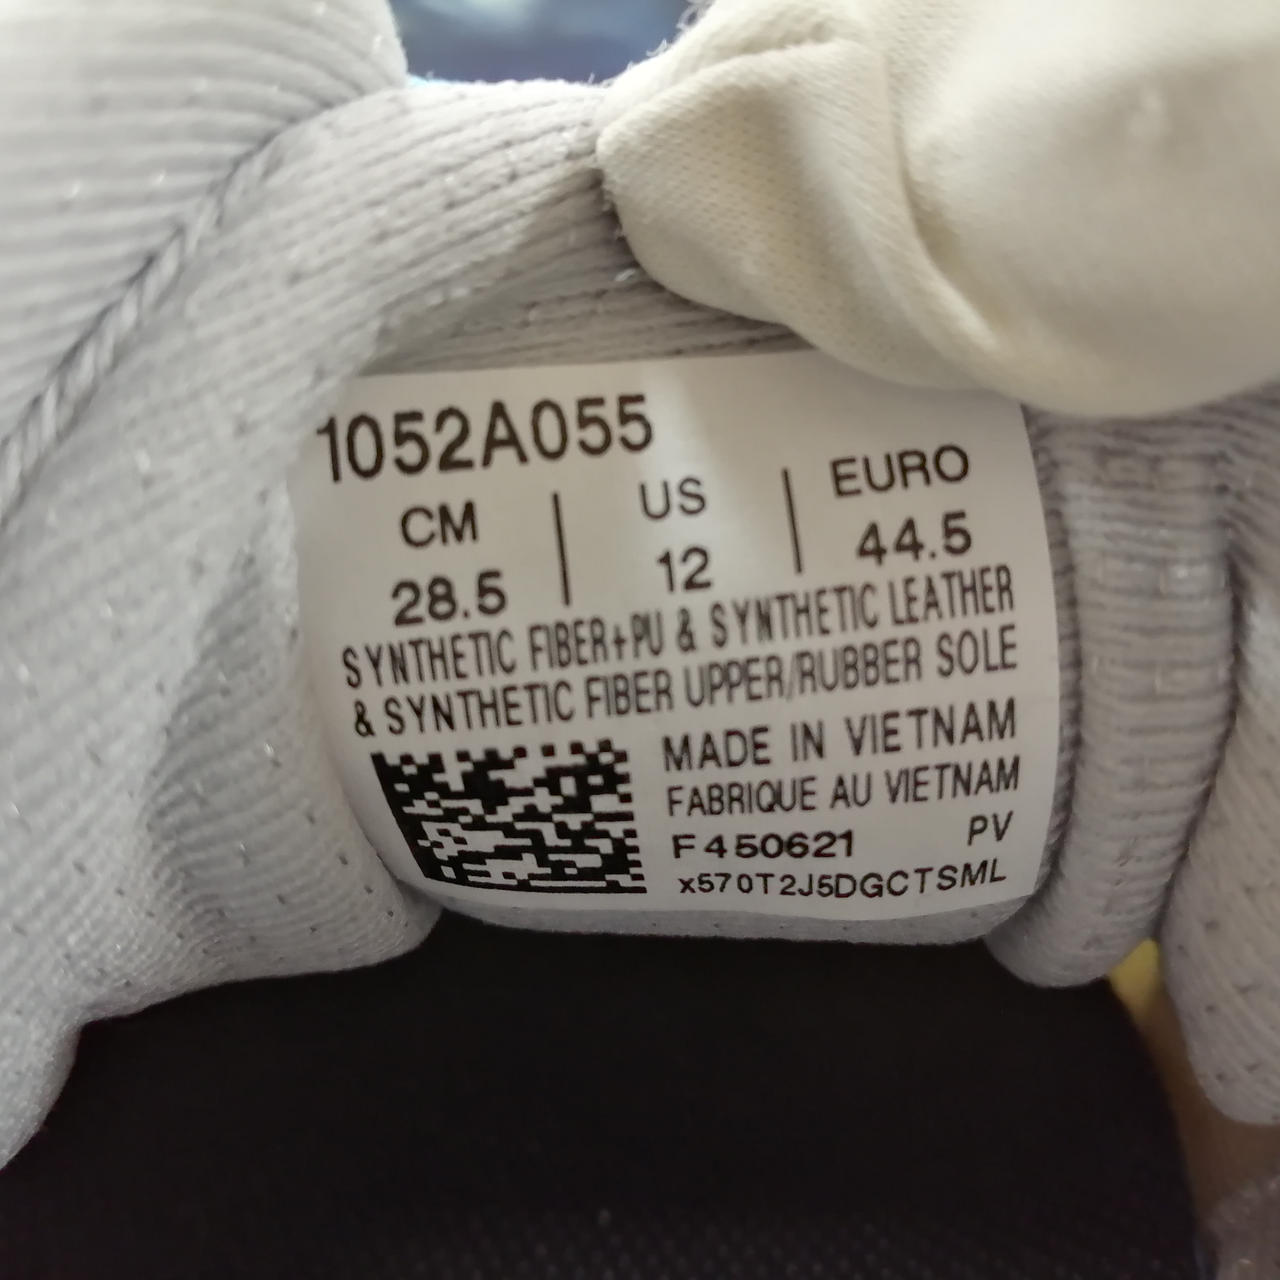 1052A055
CM | US | EURO
28.5 | 12 | 44.5
SYNTHETIC FIBER+PU & SYNTHETIC LEATHER
& SYNTHETIC FIBER UPPER/RUBBER SOLE
MADE IN VIETNAM
FABRIQUE AU VIETNAM
F450621 PV
x570T2J5DGCTSML